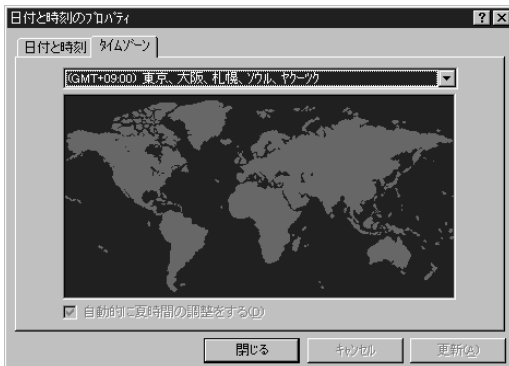 日付と時刻のプロパティ
日付と時刻 タイムゾーン
(GMT+09:00) 東京、大阪、札幌、ソウル、ヤクーツク
自動的に夏時間の調整をする(D)
閉じる キャンセル 更新(A)